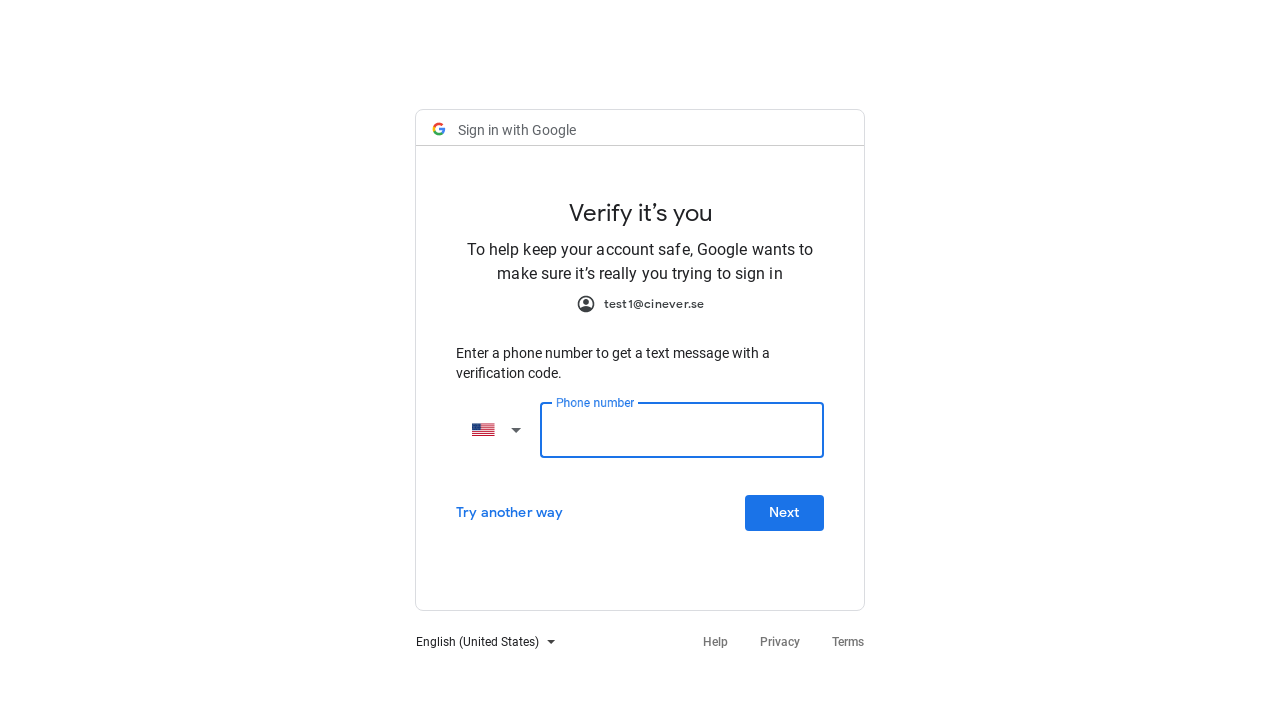 Sign in with Google
Verify it’s you
To help keep your account safe, Google wants to
make sure it’s really you trying to sign in
test1@cinever.se
Enter a phone number to get a text message with a
verification code.
Phone number
Try another way
Next
English (United States)
Help
Privacy
Terms